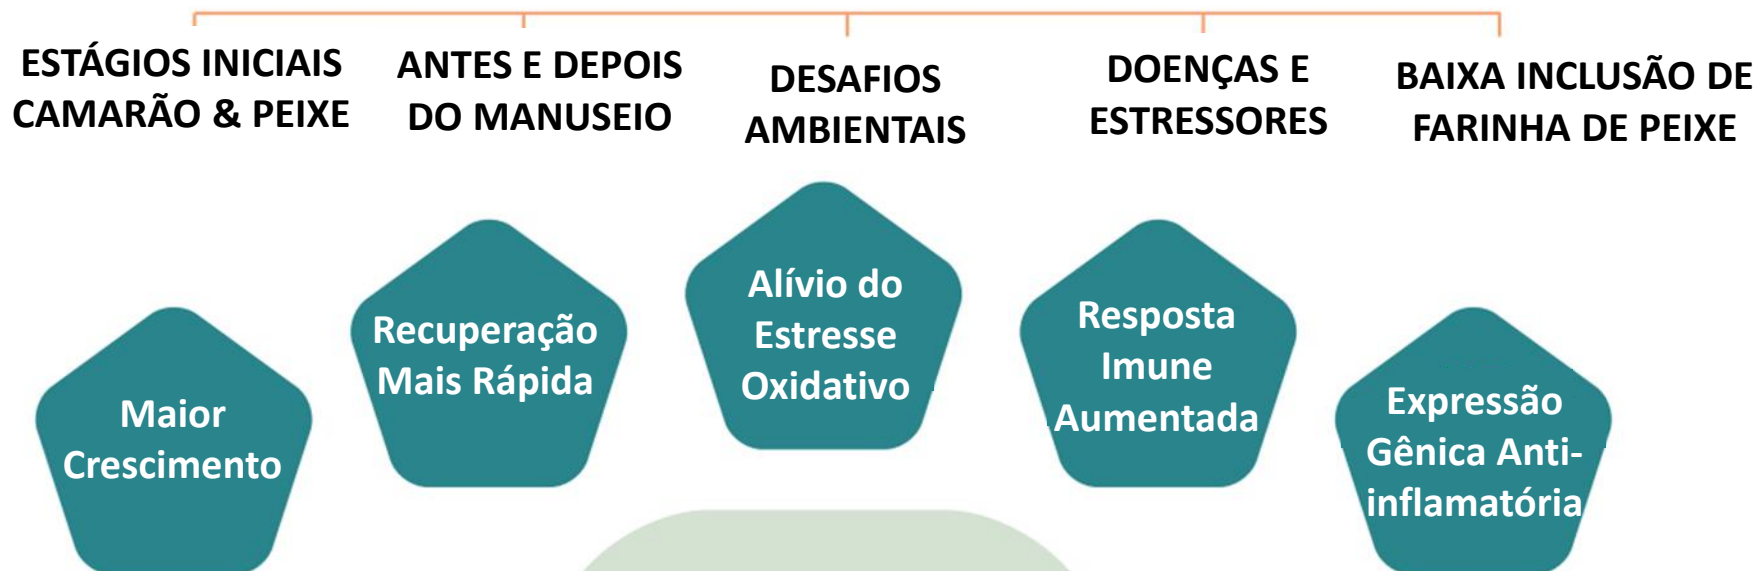 ESTÁGIOS INICIAIS
CAMARÃO & PEIXE
ANTES E DEPOIS
DO MANUSEIO
DESAFIOS
AMBIENTAIS
DOENÇAS E
ESTRESSORES
BAIXA INCLUSÃO DE
FARINHA DE PEIXE
Maior
Crescimento
Recuperação
Mais Rápida
Alívio do
Estresse
Oxidativo
Resposta
Imune
Aumentada
Expressão
Gênica Anti-
inflamatória